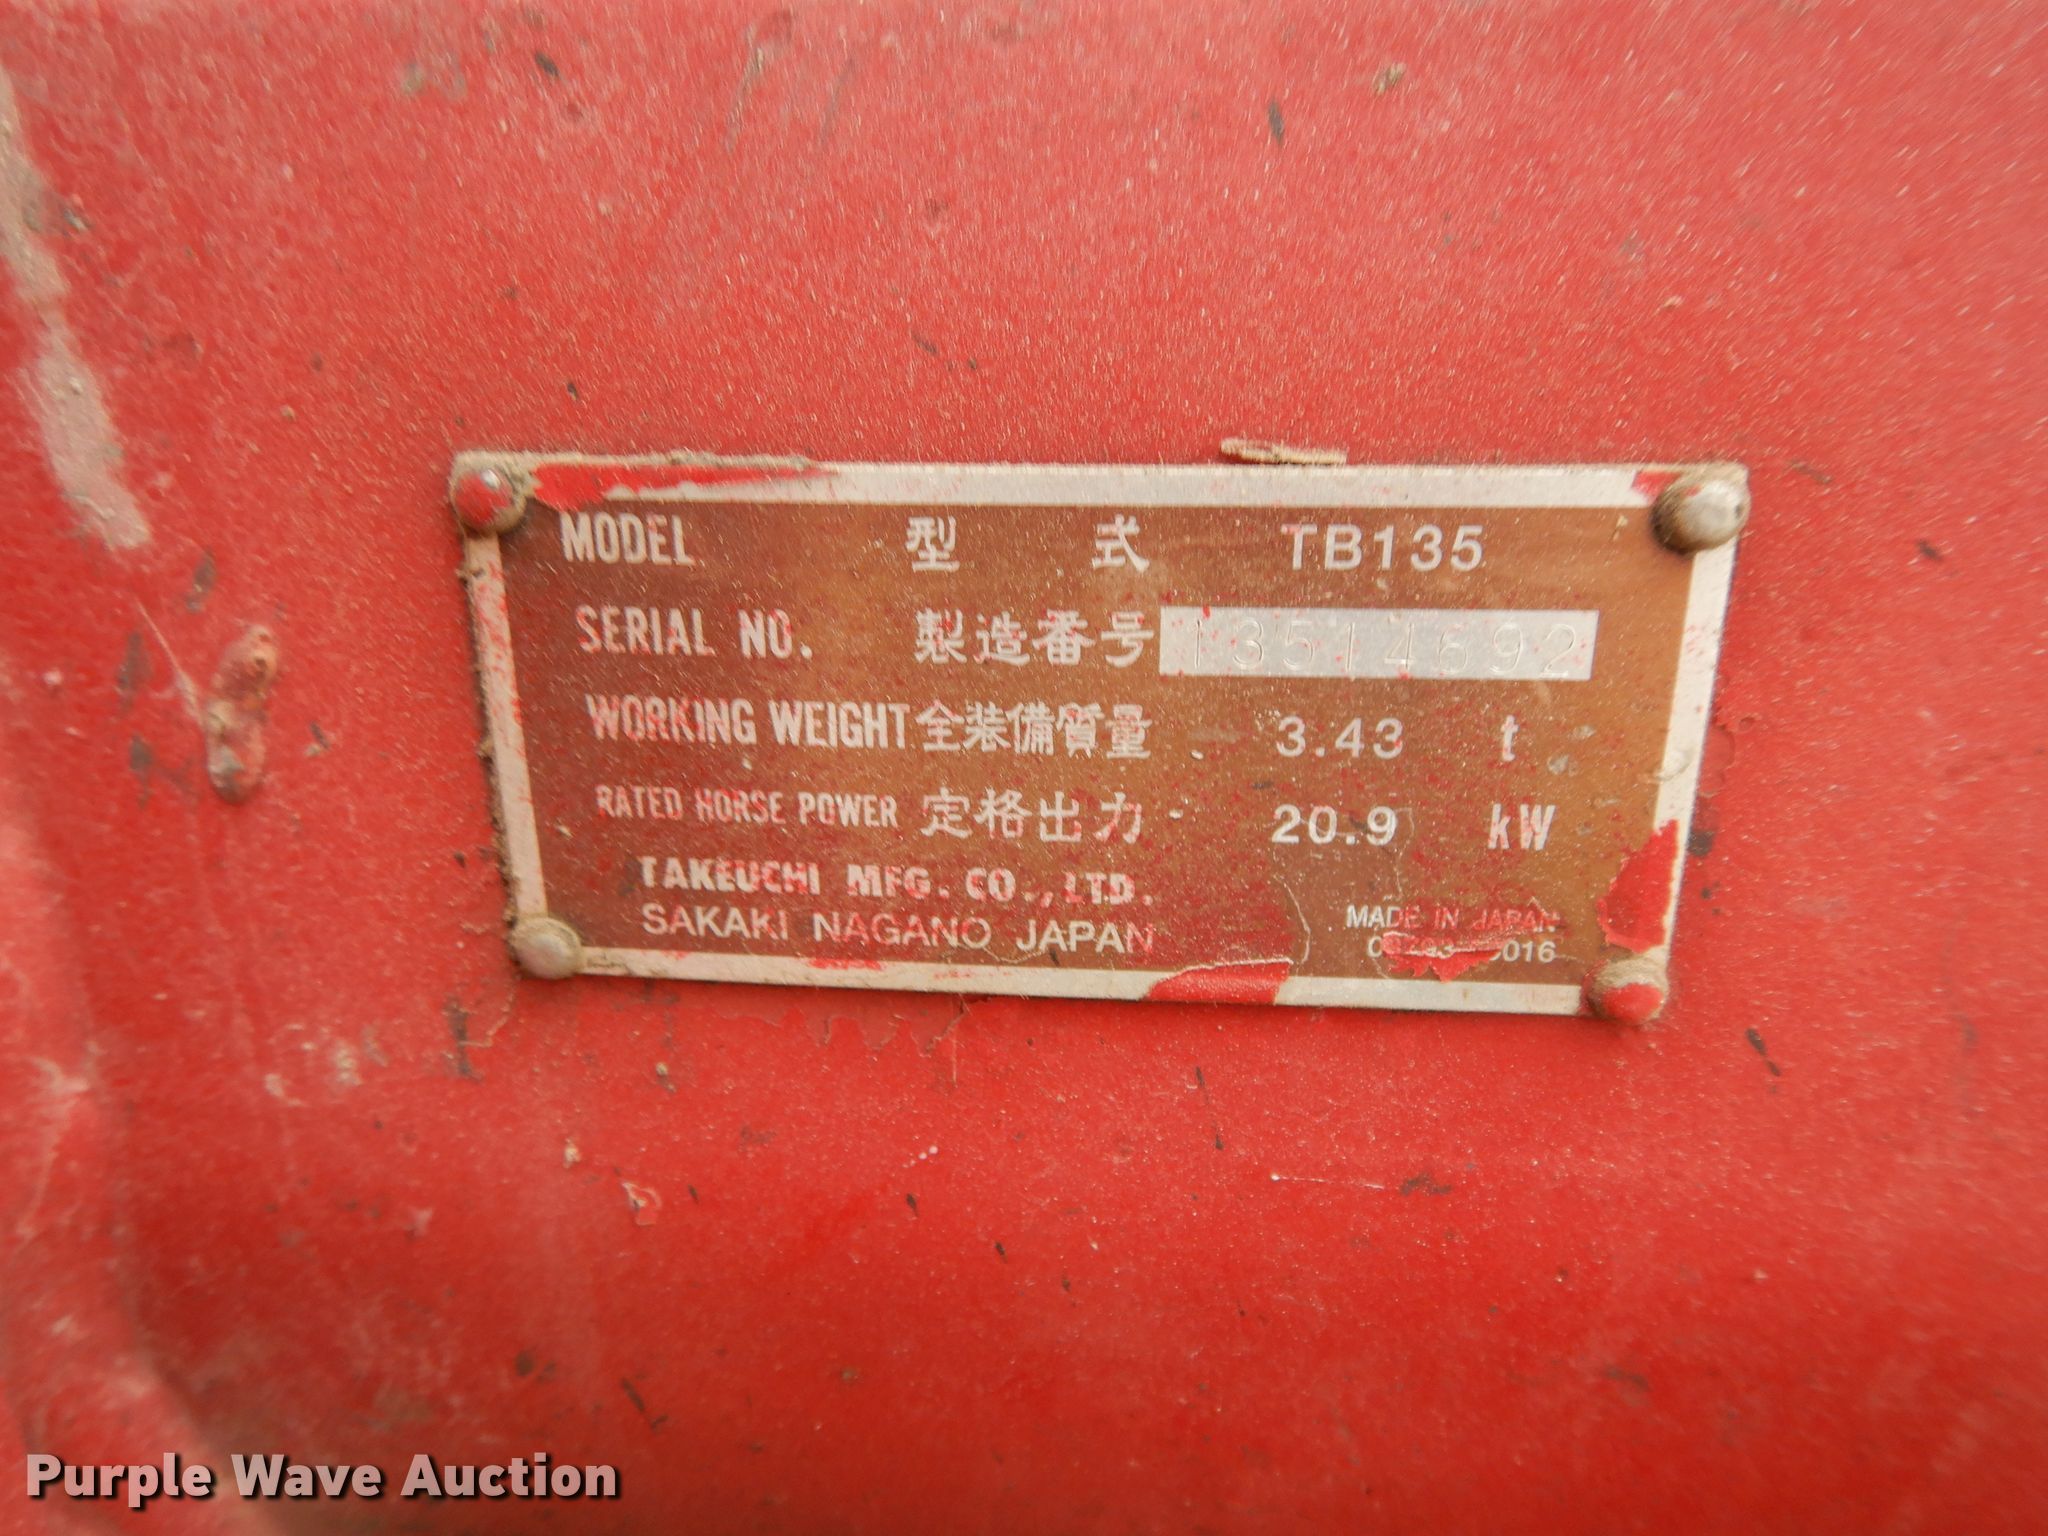 MODEL 型 式 TB135
SERIAL NO. 製造番号 13514692
WORKING WEIGHT 全装備質量 3.43 t
RATED HORSE POWER 定格出力 20.9 kW
TAKEUCHI MFG. CO., LTD.
SAKAKI NAGANO JAPAN
MADE IN JAPAN
Purple Wave Auction